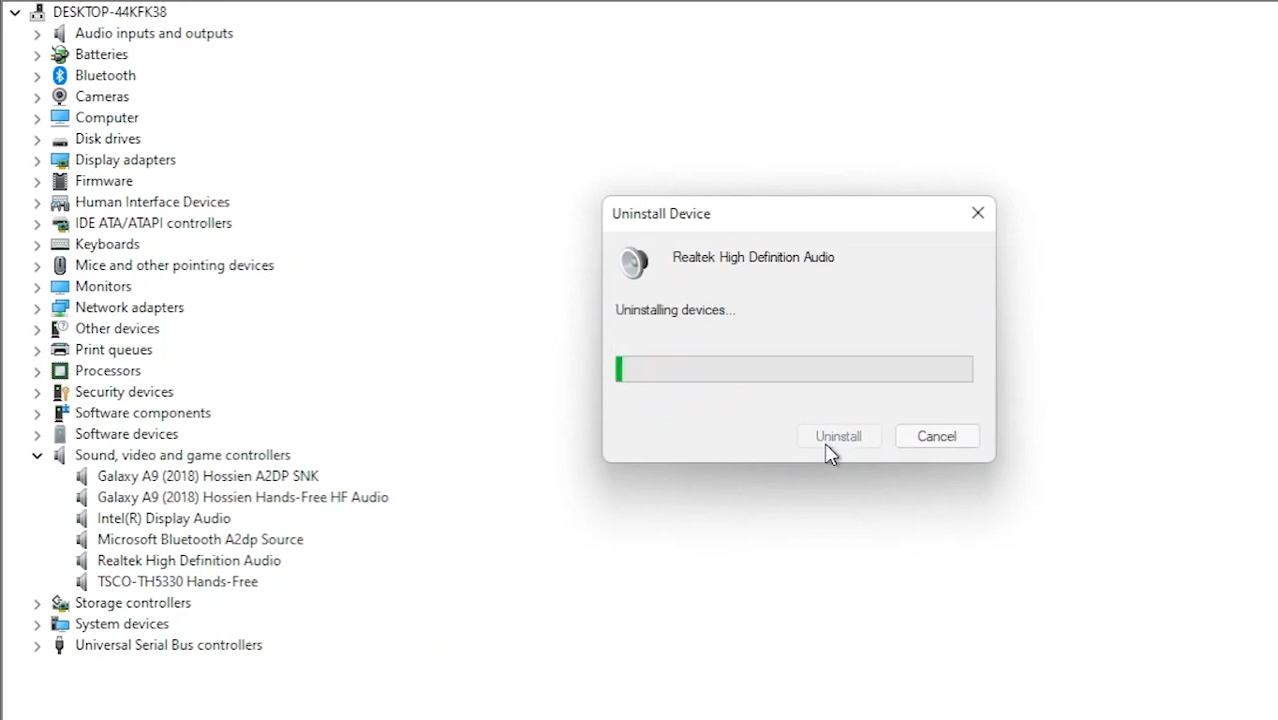 DESKTOP-44KFK38
Audio inputs and outputs
Batteries
Bluetooth
Cameras
Computer
Disk drives
Display adapters
Firmware
Human Interface Devices
IDE ATA/ATAPI controllers
Keyboards
Mice and other pointing devices
Monitors
Network adapters
Other devices
Print queues
Processors
Security devices
Software components
Software devices
Sound, video and game controllers
Galaxy A9 (2018) Hossien A2DP SNK
Galaxy A9 (2018) Hossien Hands-Free HF Audio
Intel(R) Display Audio
Microsoft Bluetooth A2dp Source
Realtek High Definition Audio
TSCO-TH5330 Hands-Free
Storage controllers
System devices
Universal Serial Bus controllers
Uninstall Device
Realtek High Definition Audio
Uninstalling devices...
Uninstall
Cancel